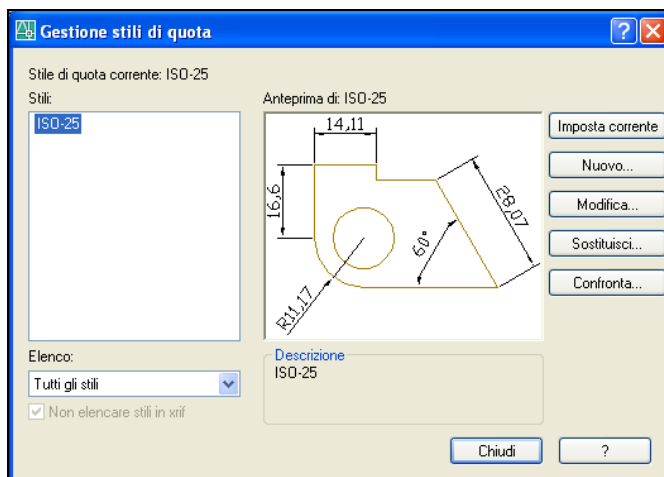 Gestione stili di quota
?
Stile di quota corrente: ISO-25
Stili:
ISO-25
Anteprima di: ISO-25
14,11
16,6
28,07
60°
R11,17
Imposta corrente
Nuovo...
Modifica...
Sostituisci...
Confronta...
Elenco:
Tutti gli stili
Non elencare stili in xrif
Descrizione
ISO-25
Chiudi
?